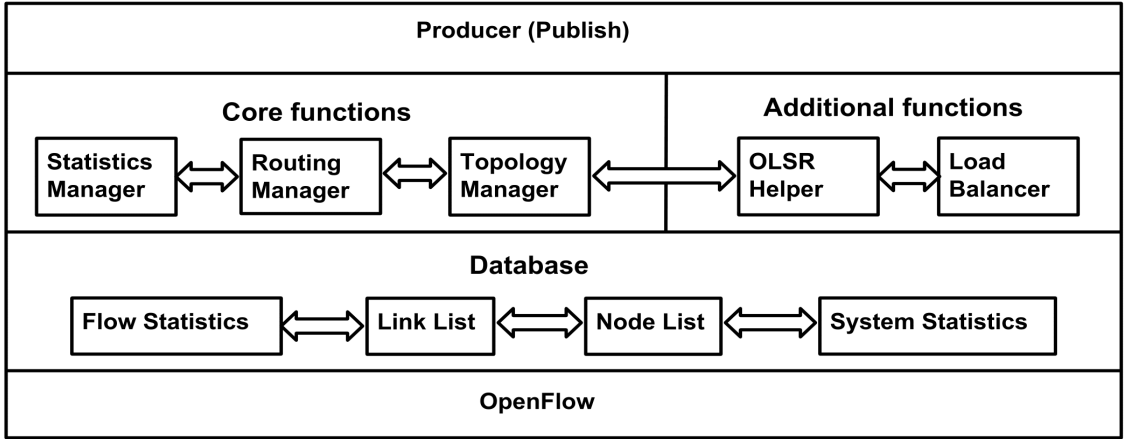 Producer (Publish)
Core functions
Additional functions
Statistics
Manager
Routing
Manager
Topology
Manager
OLSR
Helper
Load
Balancer
Database
Flow Statistics
Link List
Node List
System Statistics
OpenFlow